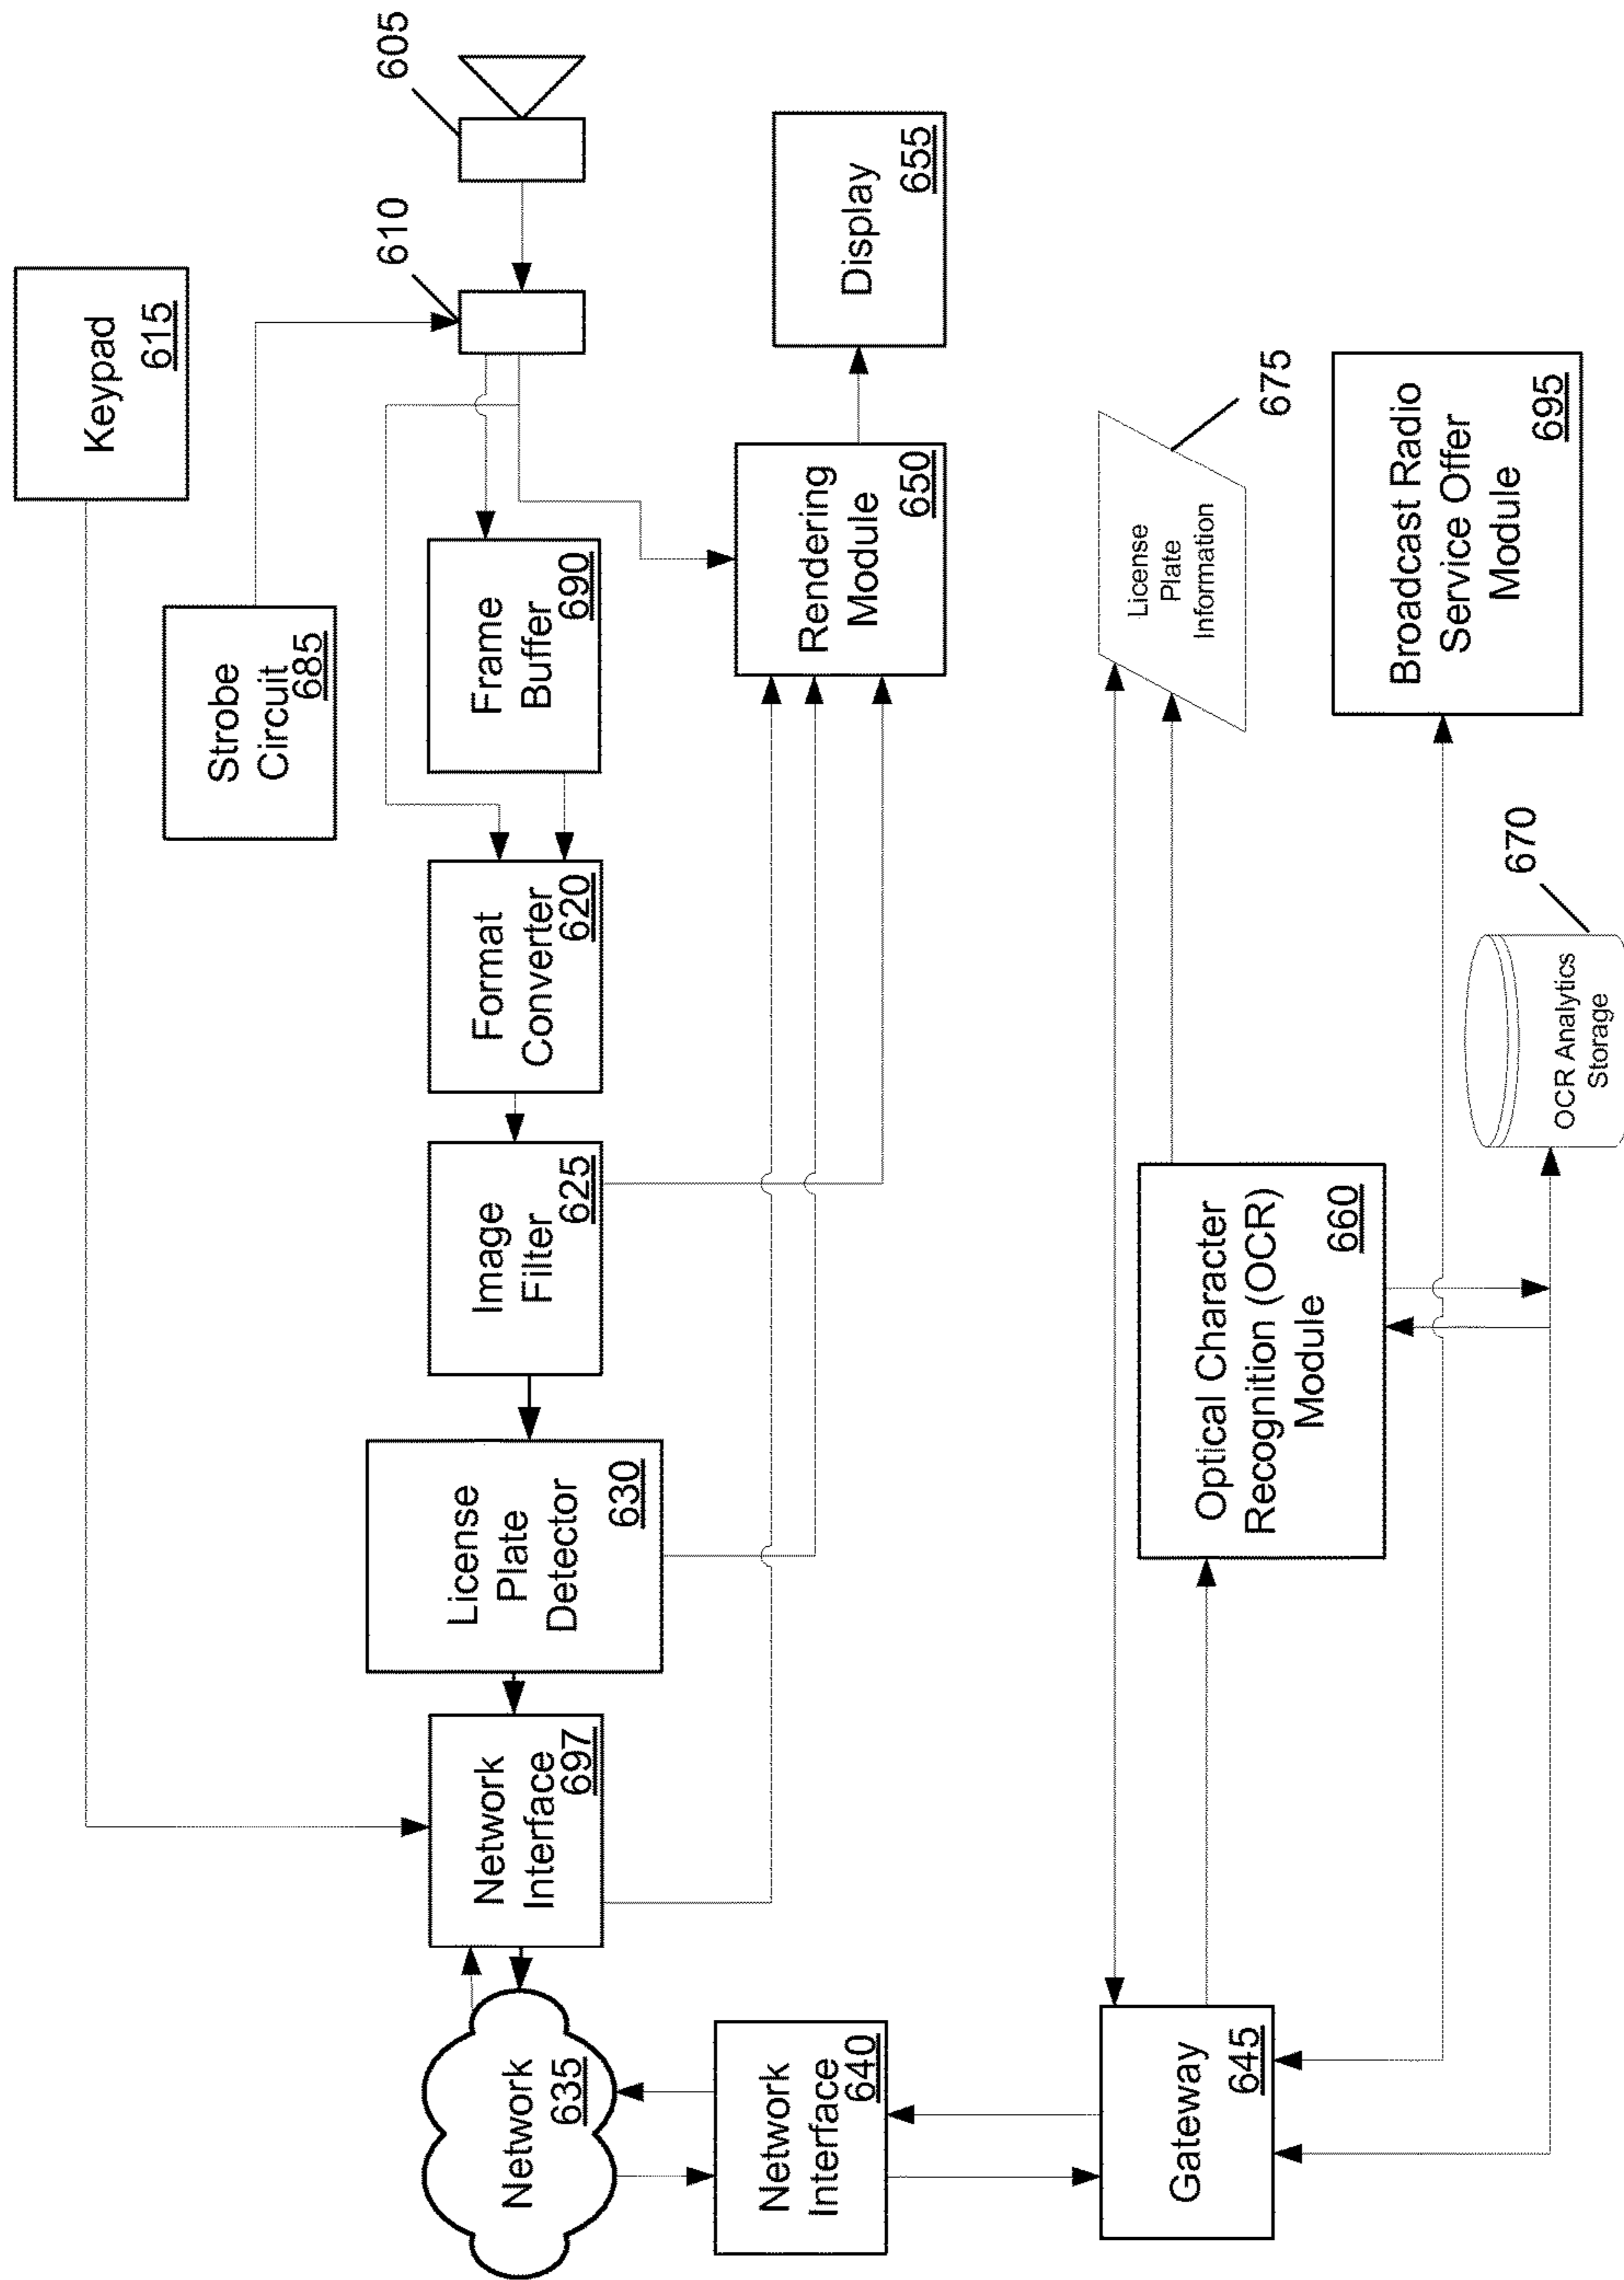 Keypad
615
605
610
Strobe
Circuit
685
Frame
Buffer
690
Format
Converter
620
Image
Filter
625
License
Plate
Detector
630
Network
Interface
697
Network
635
Network
Interface
640
Rendering
Module
650
Display
655
Gateway
645
Optical Character
Recognition (OCR)
Module
660
License
Plate
Information
675
Broadcast Radio
Service Offer
Module
695
OCR Analytics
Storage
670